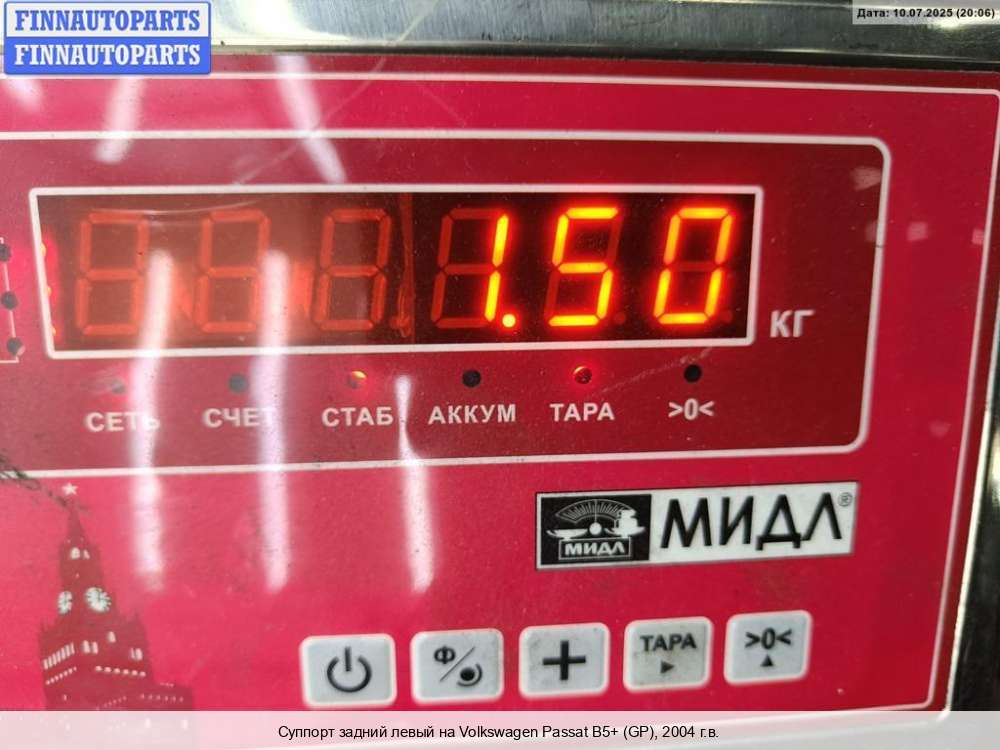 FINNAUTOPARTS
FINNAUTOPARTS
Дата: 10.07.2025 (20:06)
1.50
КГ
СЕТЬ СЧЕТ СТАБ АККУМ ТАРА >0<
МИДЛ МИДЛ®
Ф ТАРА >0<
Суппорт задний левый на Volkswagen Passat B5+ (GP), 2004 г.в.